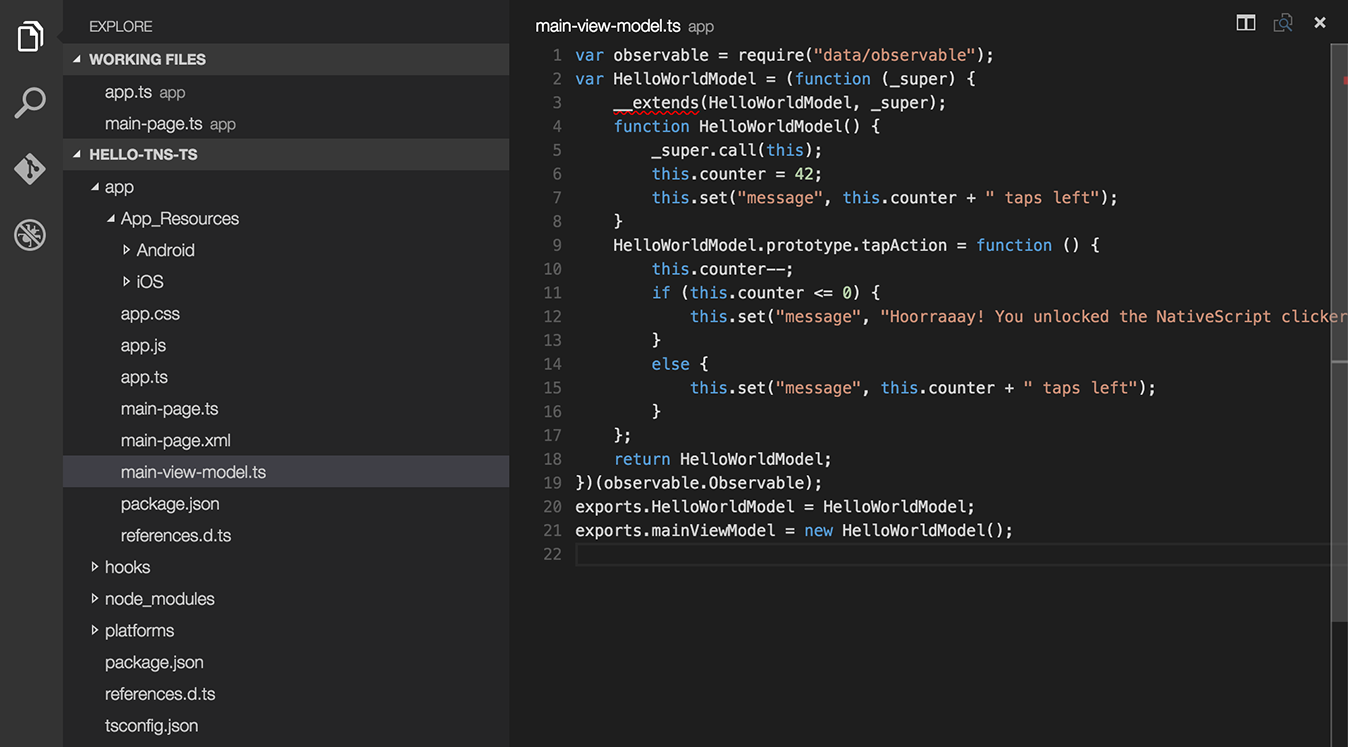 EXPLORE
WORKING FILES
app.ts app
main-page.ts app
HELLO-TNS-TS
app
App_Resources
Android
iOS
app.css
app.js
app.ts
main-page.ts
main-page.xml
main-view-model.ts
package.json
references.d.ts
hooks
node_modules
platforms
package.json
references.d.ts
tsconfig.json
main-view-model.ts app
1 var observable = require("data/observable");
2 var HelloWorldModel = (function (_super) {
3     __extends(HelloWorldModel, _super);
4     function HelloWorldModel() {
5         _super.call(this);
6         this.counter = 42;
7         this.set("message", this.counter + " taps left");
8     }
9     HelloWorldModel.prototype.tapAction = function () {
10         this.counter--;
11         if (this.counter <= 0) {
12             this.set("message", "Hoorraaay! You unlocked the NativeScript clicker
13         }
14         else {
15             this.set("message", this.counter + " taps left");
16         }
17     };
18     return HelloWorldModel;
19 })(observable.Observable);
20 exports.HelloWorldModel = HelloWorldModel;
21 exports.mainViewModel = new HelloWorldModel();
22